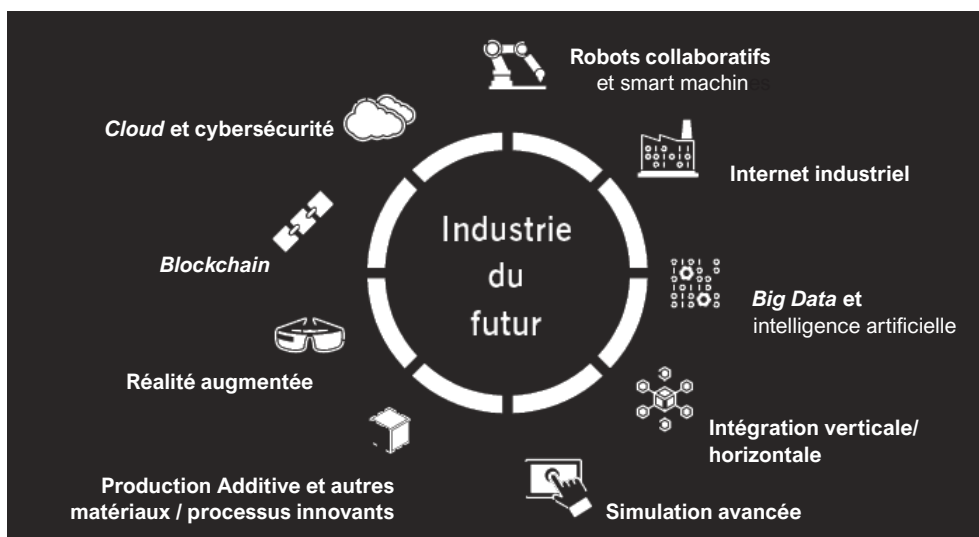 Robots collaboratifs
et smart machines
Cloud et cybersécurité
Internet industriel
Industrie
du
futur
Blockchain
Big Data et
intelligence artificielle
Réalité augmentée
Intégration verticale/
horizontale
Production Additive et autres
matériaux / processus innovants
Simulation avancée